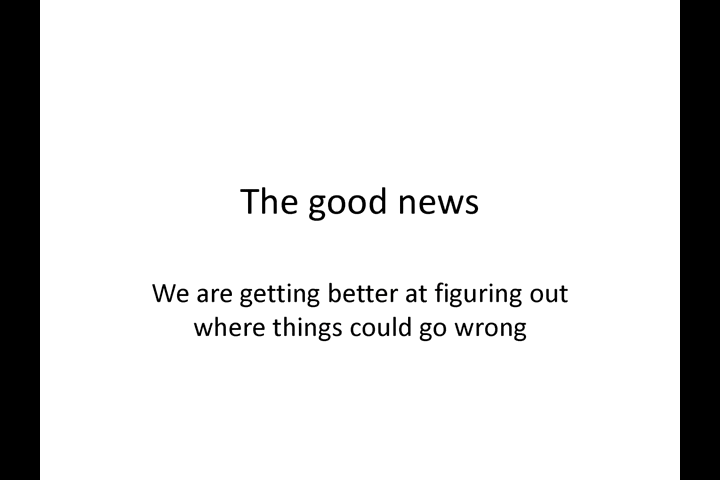 The good news
We are getting better at figuring out
where things could go wrong